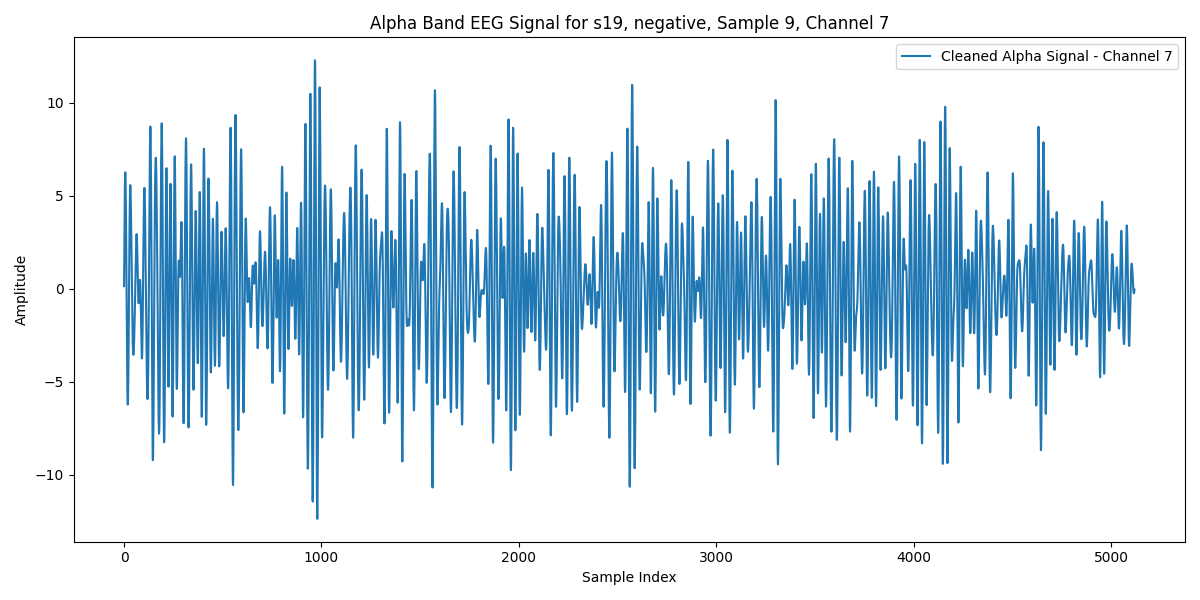 Alpha Band EEG Signal for s19, negative, Sample 9, Channel 7
Cleaned Alpha Signal - Channel 7
Amplitude
10
5
0
−5
−10
0 1000 2000 3000 4000 5000
Sample Index